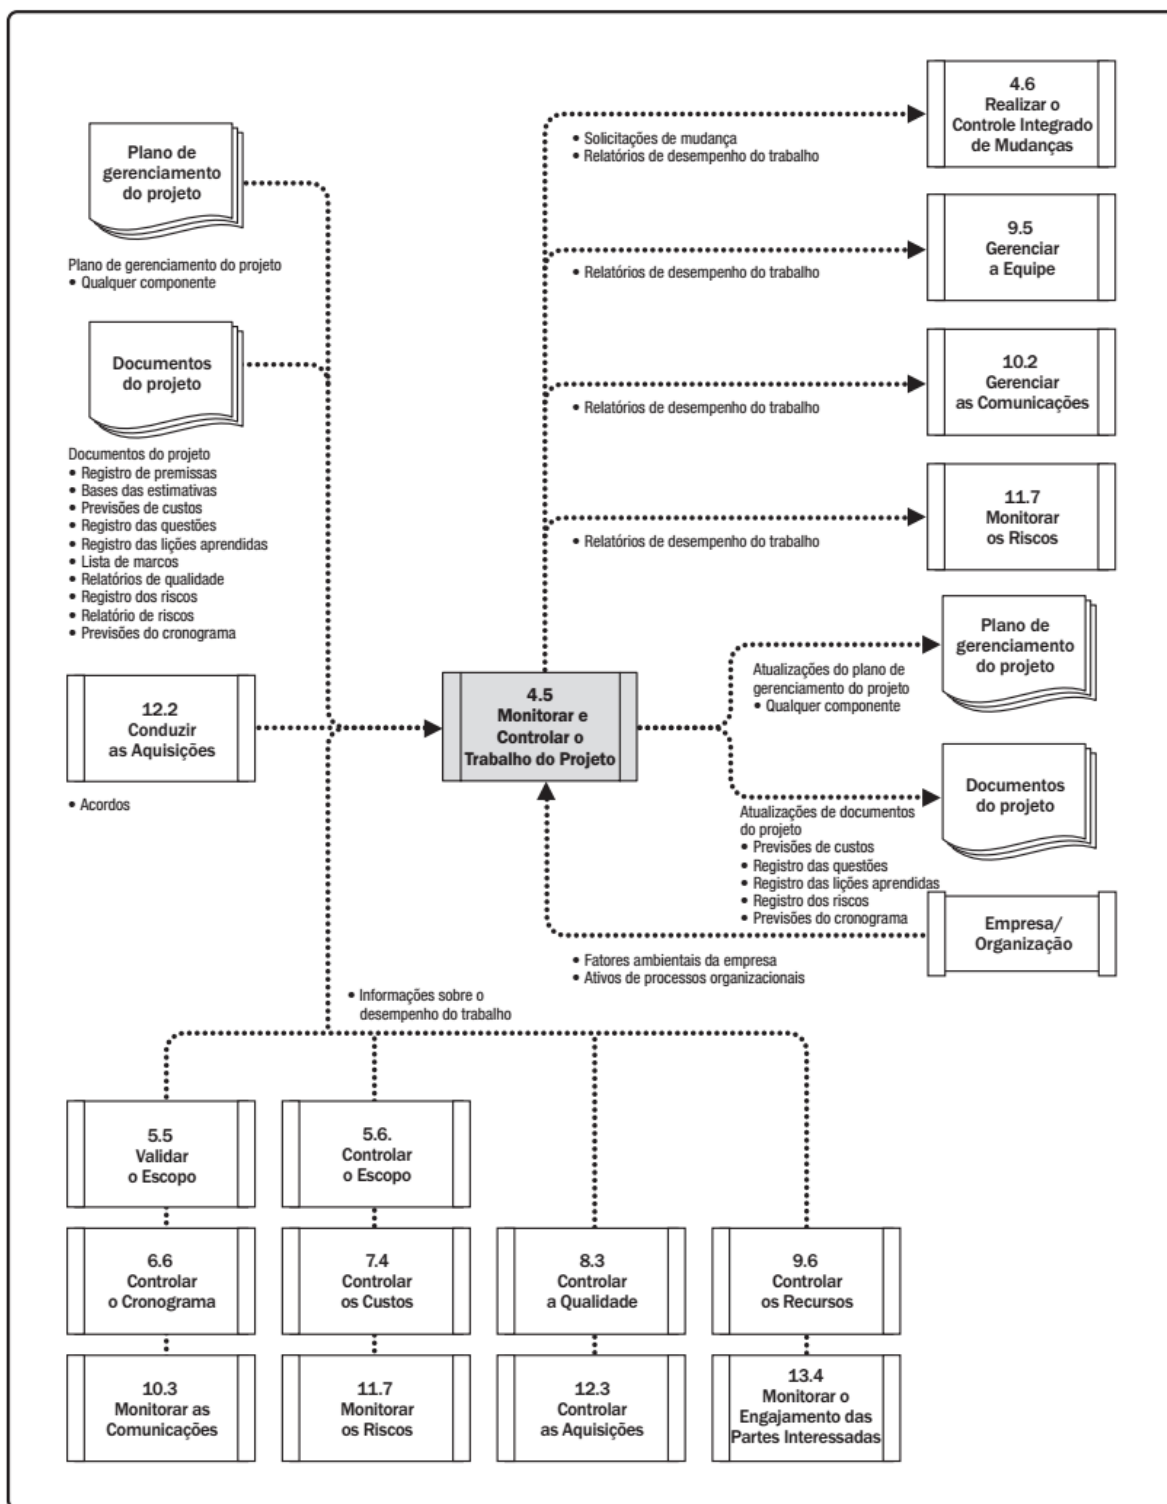 Plano de
gerenciamento
do projeto
Plano de gerenciamento do projeto
• Qualquer componente
Documentos
do projeto
Documentos do projeto
• Registro de premissas
• Bases das estimativas
• Previsões de custos
• Registro das questões
• Registro das lições aprendidas
• Lista de marcos
• Relatórios de qualidade
• Registro dos riscos
• Relatório de riscos
• Previsões do cronograma
12.2
Conduzir
as Aquisições
• Acordos
4.5
Monitorar e
Controlar o
Trabalho do Projeto
• Solicitações de mudança
• Relatórios de desempenho do trabalho
4.6
Realizar o
Controle Integrado
de Mudanças
• Relatórios de desempenho do trabalho
9.5
Gerenciar
a Equipe
• Relatórios de desempenho do trabalho
10.2
Gerenciar
as Comunicações
• Relatórios de desempenho do trabalho
11.7
Monitorar
os Riscos
Atualizações do plano de
gerenciamento do projeto
• Qualquer componente
Plano de
gerenciamento
do projeto
Atualizações de documentos
do projeto
• Previsões de custos
• Registro das questões
• Registro das lições aprendidas
• Registro dos riscos
• Previsões do cronograma
Documentos
do projeto
Empresa/
Organização
• Fatores ambientais da empresa
• Ativos de processos organizacionais
• Informações sobre o
desempenho do trabalho
5.5
Validar
o Escopo
5.6.
Controlar
o Escopo
6.6
Controlar
o Cronograma
7.4
Controlar
os Custos
8.3
Controlar
a Qualidade
9.6
Controlar
os Recursos
10.3
Monitorar as
Comunicações
11.7
Monitorar
os Riscos
12.3
Controlar
as Aquisições
13.4
Monitorar o
Engajamento das
Partes Interessadas